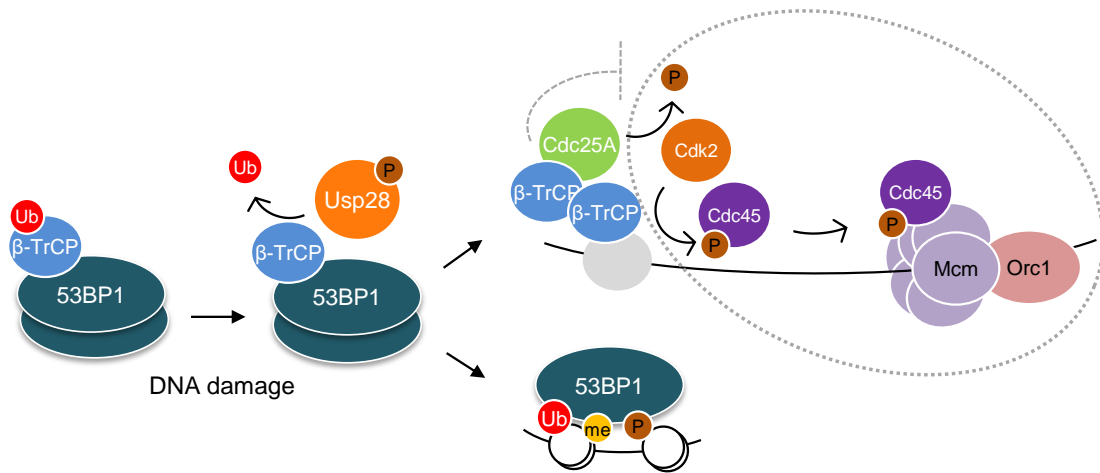 Ub
β-TrCP
53BP1
DNA damage
Ub
P
Usp28
β-TrCP
53BP1
P
Cdc25A
Cdk2
β-TrCP
β-TrCP
Cdc45
P
Cdc45
P
Mcm
Orc1
53BP1
Ub
me
P